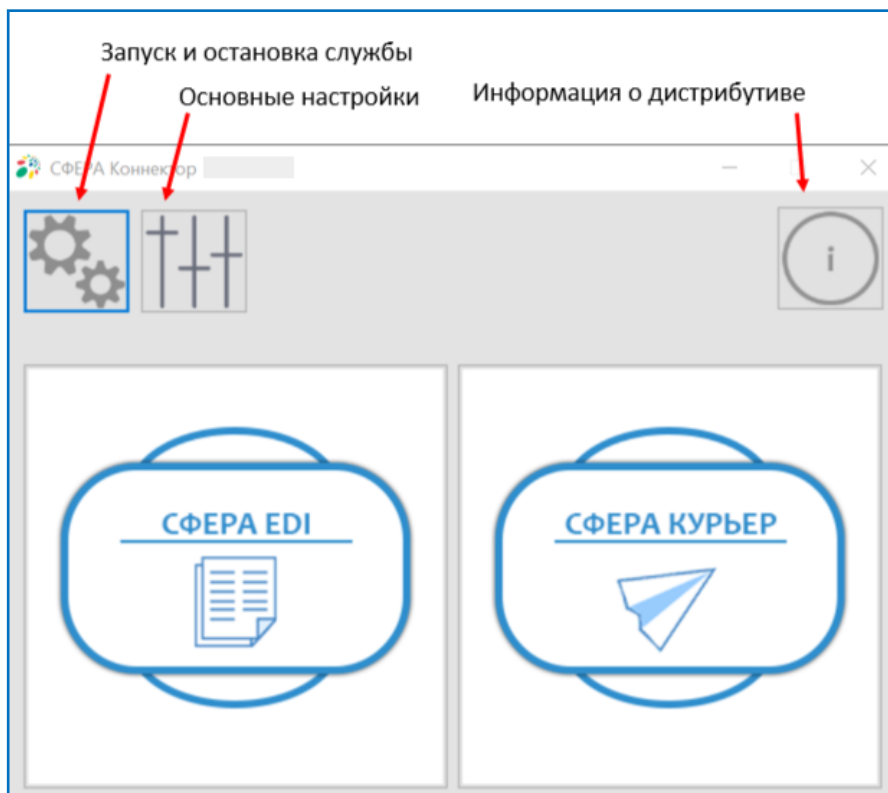 Запуск и остановка службы
Основные настройки
Информация о дистрибутиве
СФЕРА Коннектор
i
СФЕРА EDI
СФЕРА КУРЬЕР